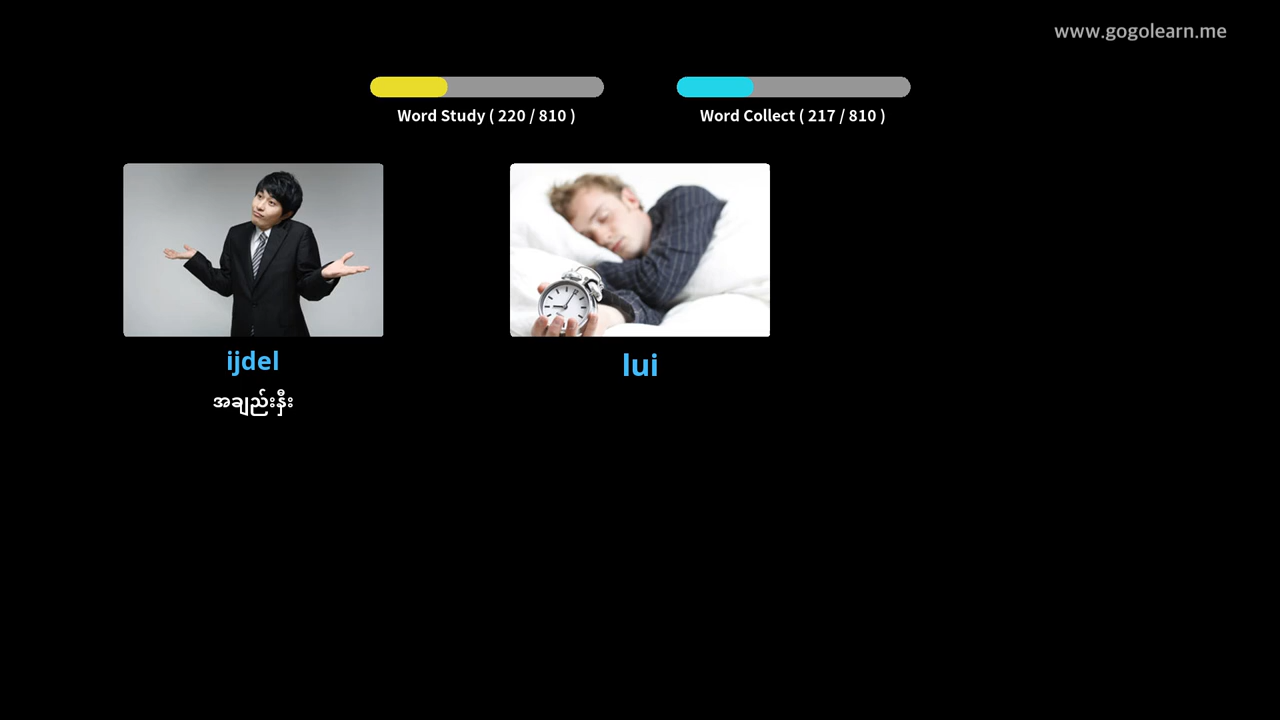 www.gogolearn.me
Word Study ( 220 / 810 )
Word Collect ( 217 / 810 )
ijdel
အချည်းနှီး
lui